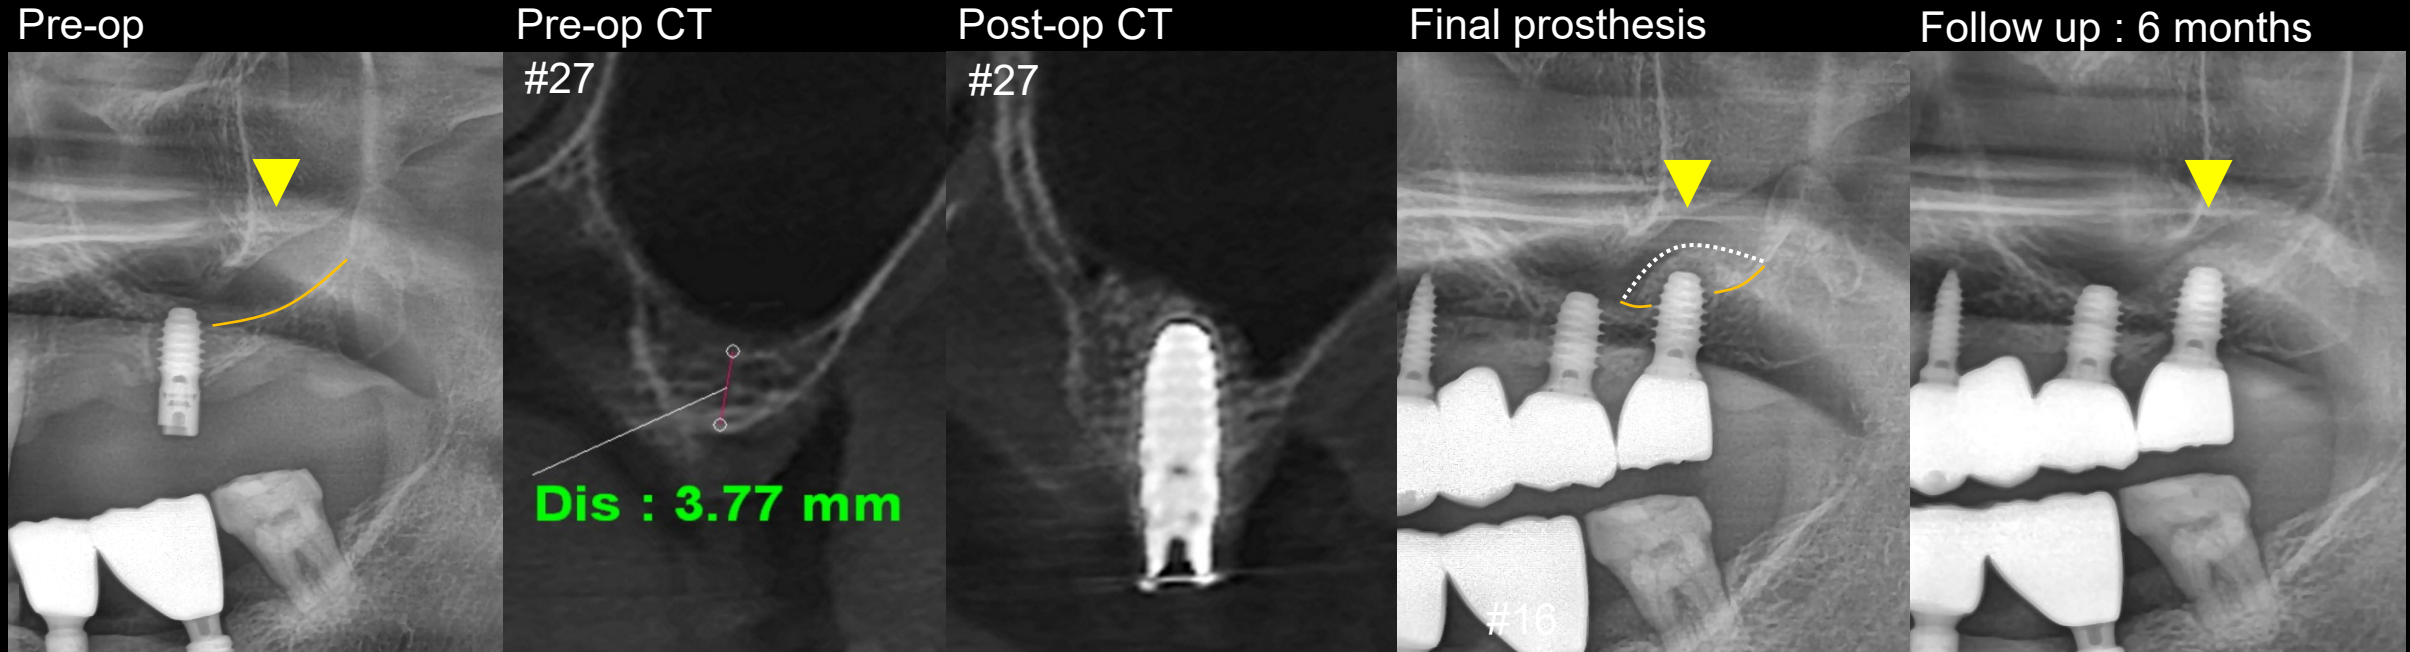 Pre-op
Pre-op CT
Post-op CT
Final prosthesis
Follow up : 6 months
#27
#27
Dis : 3.77 mm
#16